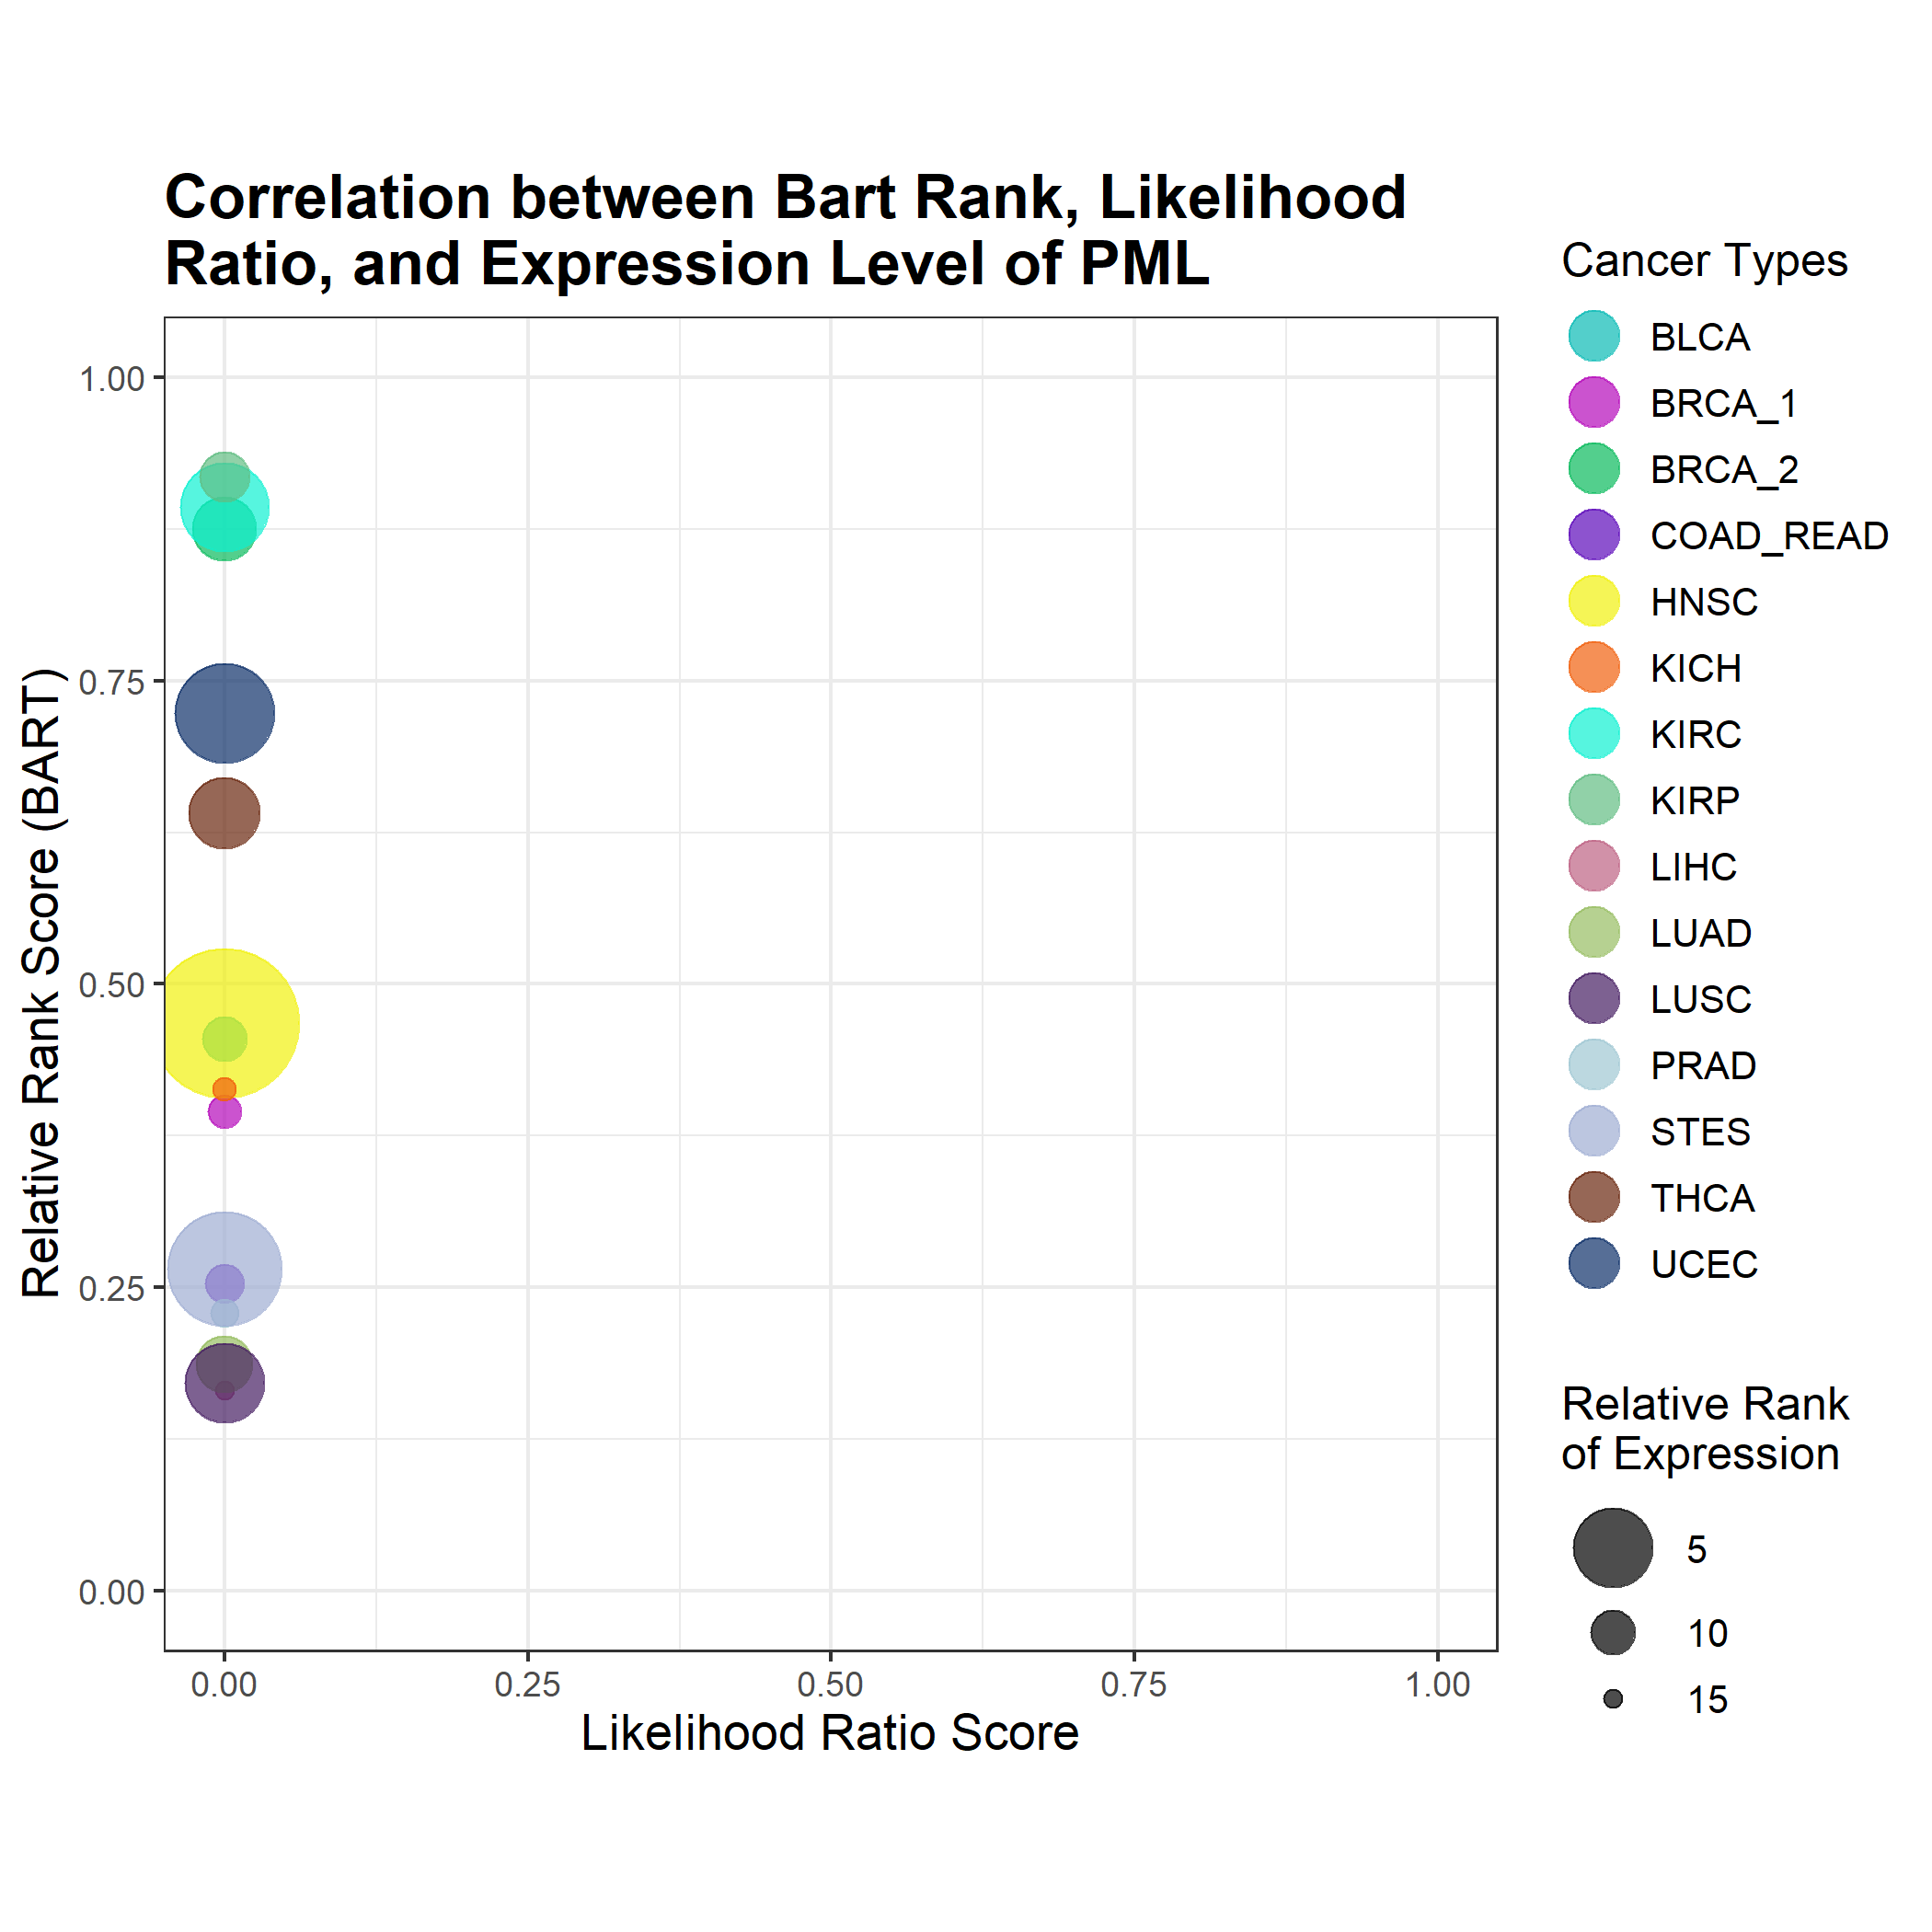 Correlation between Bart Rank, Likelihood
Ratio, and Expression Level of PML
Relative Rank Score (BART)
1.00
0.75
0.50
0.25
0.00
0.00
0.25
0.50
0.75
1.00
Likelihood Ratio Score
Cancer Types
BLCA
BRCA_1
BRCA_2
COAD_READ
HNSC
KICH
KIRC
KIRP
LIHC
LUAD
LUSC
PRAD
STES
THCA
UCEC
Relative Rank
of Expression
5
10
15